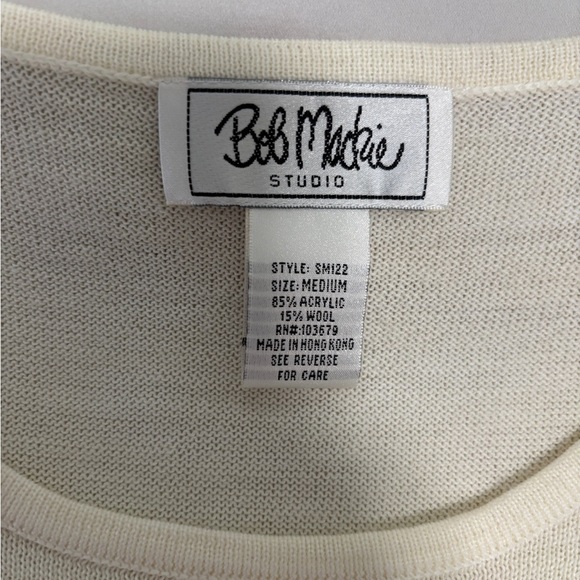 Bob Mackie
STUDIO
STYLE: SM122
SIZE: MEDIUM
85% ACRYLIC
15% WOOL
RN#:103679
MADE IN HONG KONG
SEE REVERSE
FOR CARE